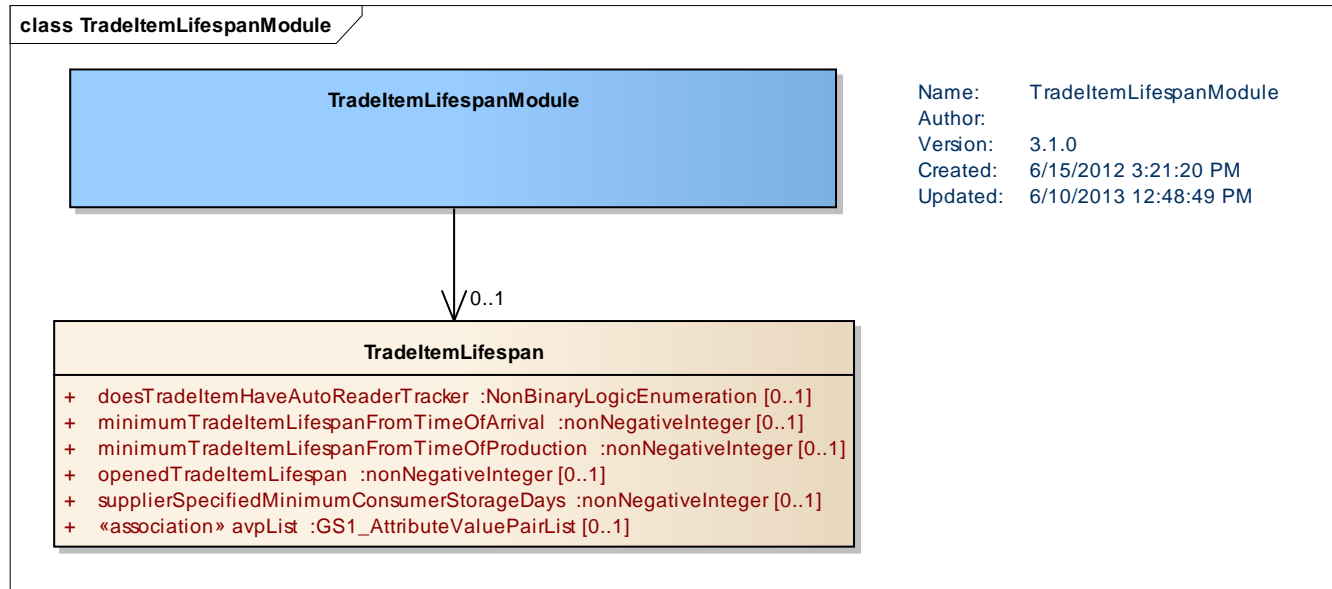 class TradeItemLifespanModule
TradeItemLifespanModule
Name: TradeItemLifespanModule
Author:
Version: 3.1.0
Created: 6/15/2012 3:21:20 PM
Updated: 6/10/2013 12:48:49 PM
0..1
TradeItemLifespan
+ doesTradeItemHaveAutoReaderTracker :NonBinaryLogicEnumeration [0..1]
+ minimumTradeItemLifespanFromTimeOfArrival :nonNegativeInteger [0..1]
+ minimumTradeItemLifespanFromTimeOfProduction :nonNegativeInteger [0..1]
+ openedTradeItemLifespan :nonNegativeInteger [0..1]
+ supplierSpecifiedMinimumConsumerStorageDays :nonNegativeInteger [0..1]
+ «association» avpList :GS1_AttributeValuePairList [0..1]